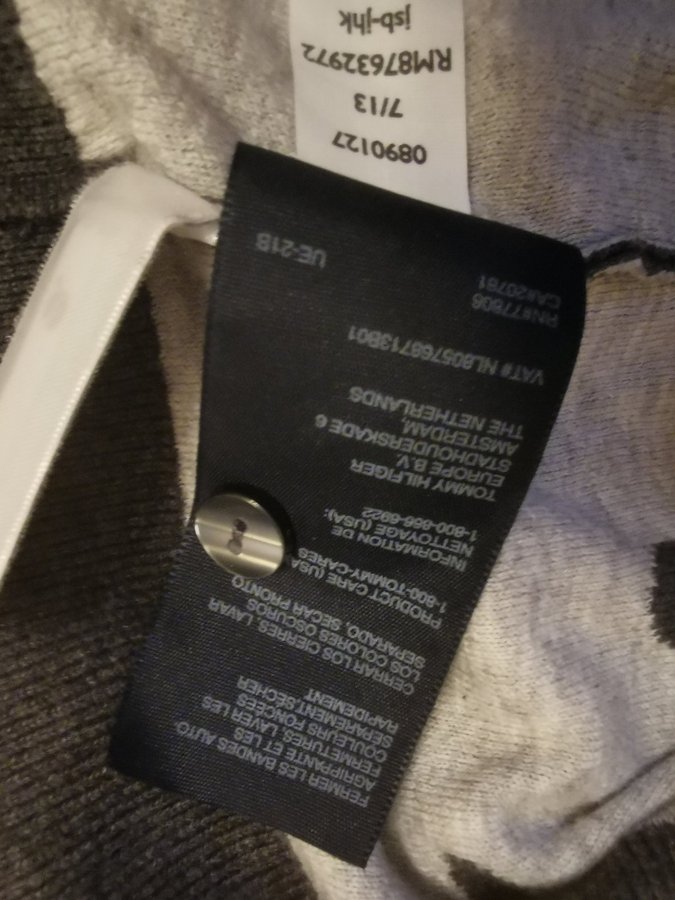 FERMER LES BANDES AUTO
AGRIPPANTE ET LES
FERMETURES, LAVER LES
COULEURS FONCEES
SEPAREMENT.SECHER
RAPIDEMENT
CERRAR LOS CIERRES, LAVAR
LOS COLORES OSCUROS
SEPARADO, SECAR PRONTO
PRODUCT CARE (USA
1-800-TOMMY-CARES
INFORMATION DE
NETTOYAGE (USA):
1-800-866-6922
TOMMY HILFIGER
EUROPE B.V.
STADHOUDERSKADE 6
AMSTERDAM,
THE NETHERLANDS
VAT# NL805768713B01
RN#77806
CA#20781
UE-21B
0890127
7/13
RM87632972
jsb-jhk